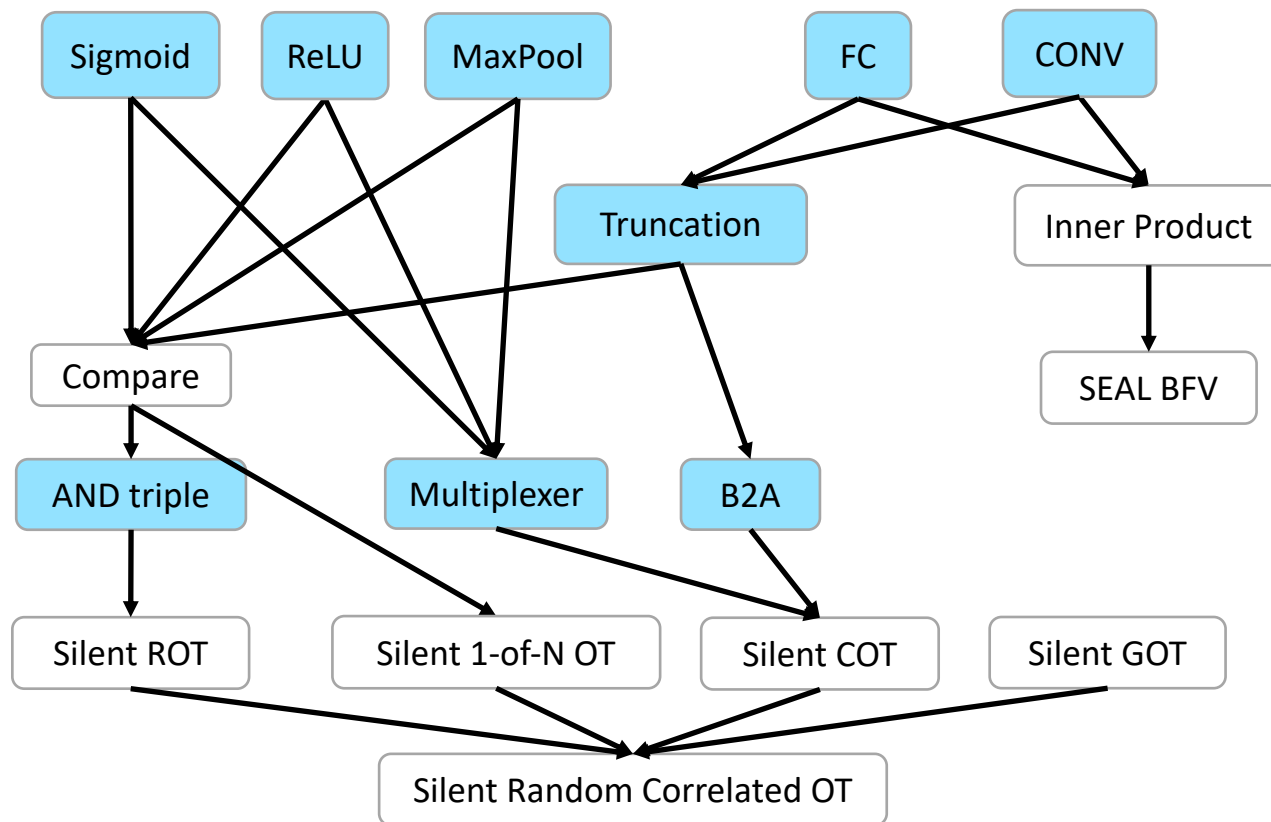 Sigmoid
ReLU
MaxPool
FC
CONV
Truncation
Inner Product
Compare
SEAL BFV
AND triple
Multiplexer
B2A
Silent ROT
Silent 1-of-N OT
Silent COT
Silent GOT
Silent Random Correlated OT